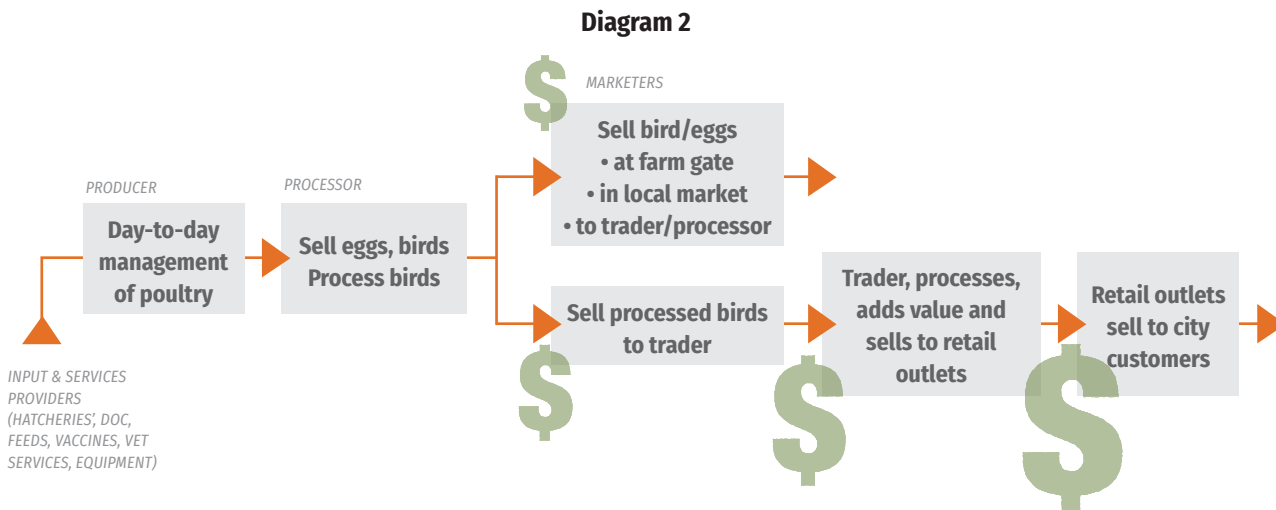 Diagram 2
$
MARKETERS
Sell bird/eggs
• at farm gate
• in local market
• to trader/processor
PRODUCER
Day-to-day
management
of poultry
PROCESSOR
Sell eggs, birds
Process birds
Sell processed birds
to trader
$
Trader, processes,
adds value and
sells to retail
outlets
$
Retail outlets
sell to city
customers
$
INPUT & SERVICES
PROVIDERS
(HATCHERIES’, DOC,
FEEDS, VACCINES, VET
SERVICES, EQUIPMENT)